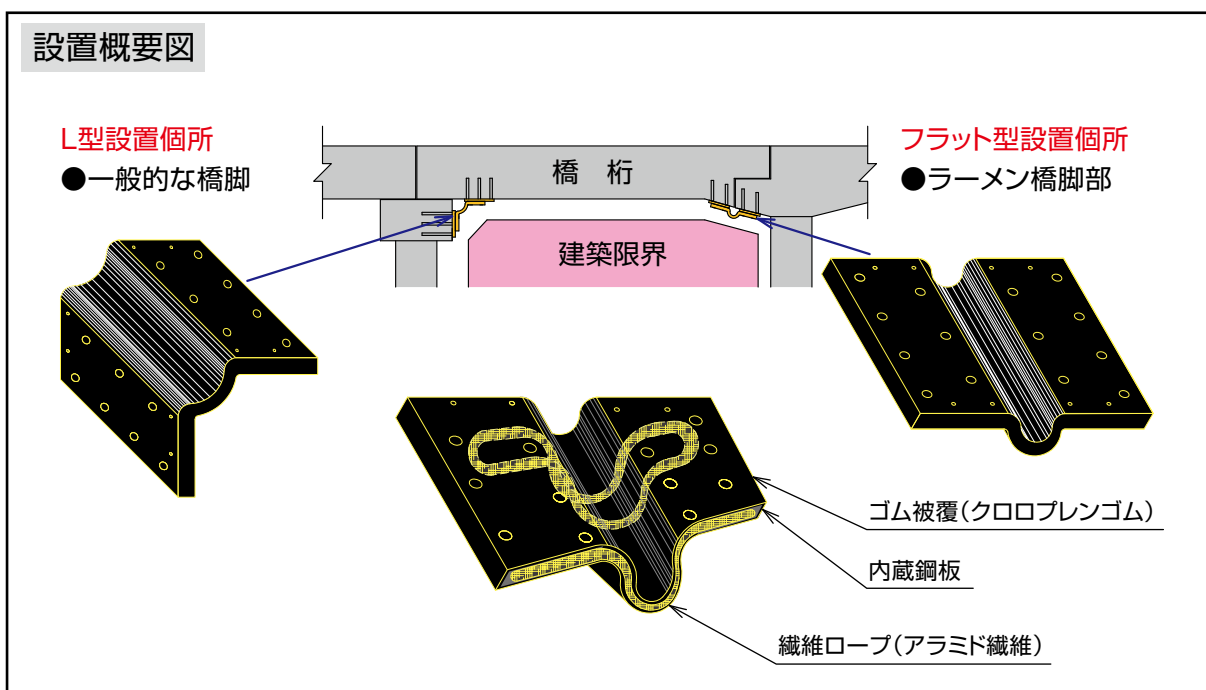 設置概要図
L型設置個所
●一般的な橋脚
橋 桁
建築限界
フラット型設置個所
●ラーメン橋脚部
ゴム被覆(クロロプレンゴム)
内蔵鋼板
繊維ロープ(アラミド繊維)